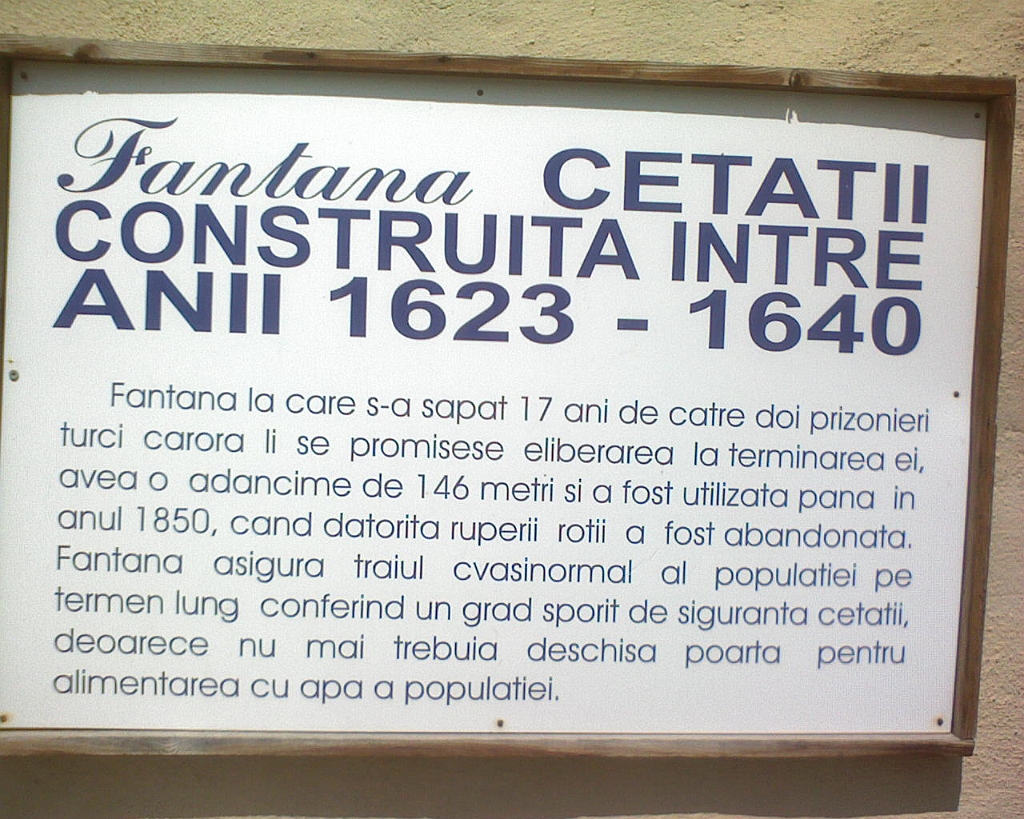 Fantana CETATII
CONSTRUITA INTRE
ANII 1623 - 1640
Fantana la care s-a sapat 17 ani de catre doi prizonieri
turci carora li se promisese eliberarea la terminarea ei,
avea o adancime de 146 metri si a fost utilizata pana in
anul 1850, cand datorita ruperii rotii a fost abandonata.
Fantana asigura traiul cvasinormal al populatiei pe
termen lung conferind un grad sporit de siguranta cetatii,
deoarece nu mai trebuia deschisa poarta pentru
alimentarea cu apa a populatiei.